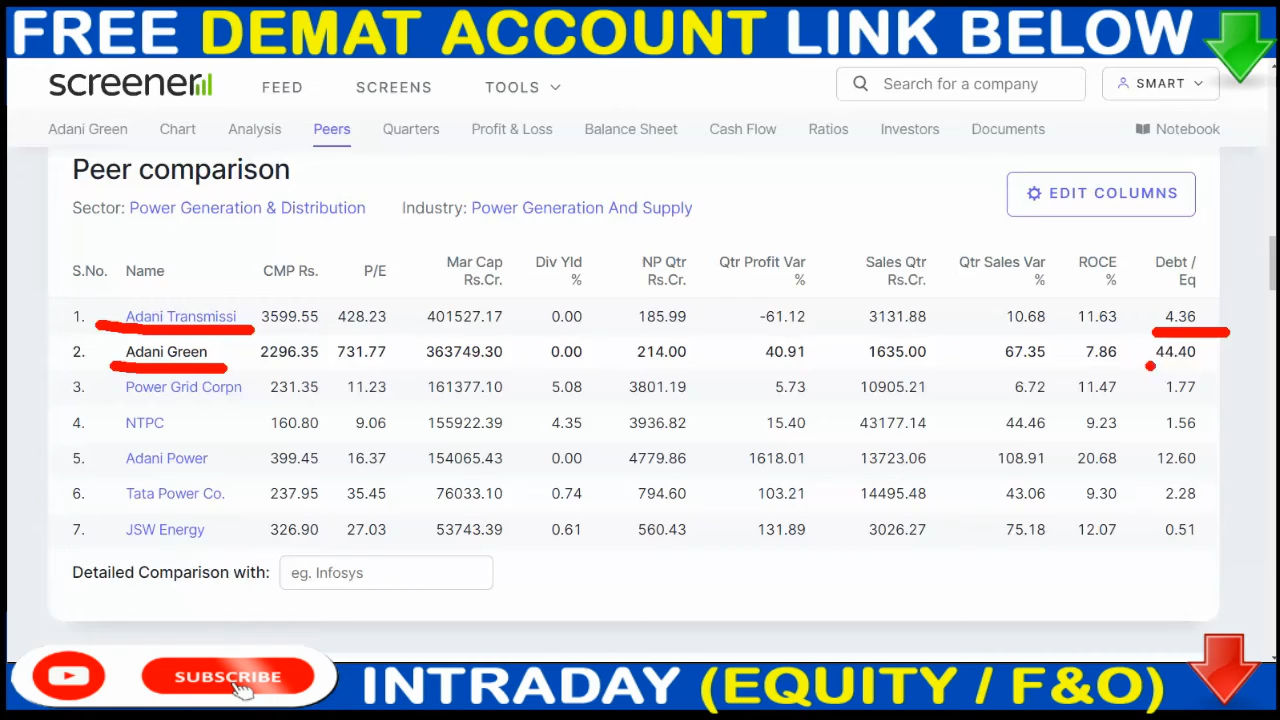 FREE DEMAT ACCOUNT LINK BELOW
screener FEED SCREENS TOOLS Search for a company SMART
Adani Green Chart Analysis Peers Quarters Profit & Loss Balance Sheet Cash Flow Ratios Investors Documents Notebook
Peer comparison
Sector: Power Generation & Distribution Industry: Power Generation And Supply EDIT COLUMNS
S.No. Name CMP Rs. P/E Mar Cap Rs.Cr. Div Yld % NP Qtr Rs.Cr. Qtr Profit Var % Sales Qtr Rs.Cr. Qtr Sales Var % ROCE % Debt / Eq
1. Adani Transmissi 3599.55 428.23 401527.17 0.00 185.99 -61.12 3131.88 10.68 11.63 4.36
2. Adani Green 2296.35 731.77 363749.30 0.00 214.00 40.91 1635.00 67.35 7.86 44.40
3. Power Grid Corpn 231.35 11.23 161377.10 5.08 3801.19 5.73 10905.21 6.72 11.47 1.77
4. NTPC 160.80 9.06 155922.39 4.35 3936.82 15.40 43177.14 44.46 9.23 1.56
5. Adani Power 399.45 16.37 154065.43 0.00 4779.86 1618.01 13723.06 108.91 20.68 12.60
6. Tata Power Co. 237.95 35.45 76033.10 0.74 794.60 103.21 14495.48 43.06 9.30 2.28
7. JSW Energy 326.90 27.03 53743.39 0.61 560.43 131.89 3026.27 75.18 12.07 0.51
Detailed Comparison with: eg. Infosys
SUBSCRIBE INTRADAY (EQUITY / F&O)